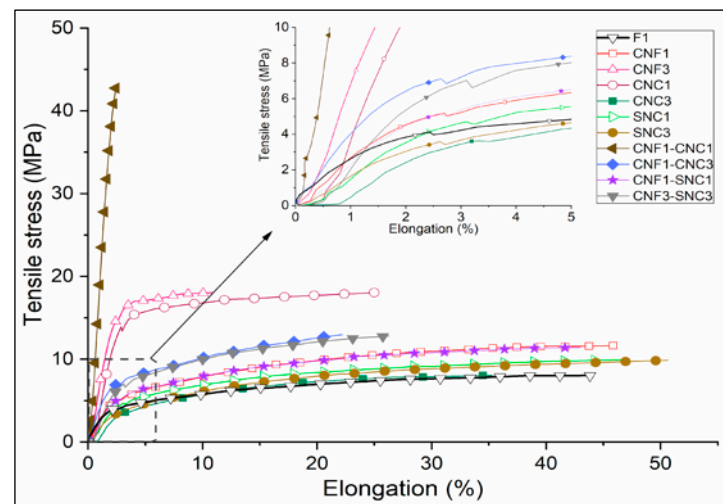 Tensile stress (MPa)
50
40
30
20
10
0
0 10 20 30 40 50
Elongation (%)
Tensile stress (MPa)
10
8
6
4
2
0
0 1 2 3 4 5
Elongation (%)
F1
CNF1
CNF3
CNC1
CNC3
SNC1
SNC3
CNF1-CNC1
CNF1-CNC3
CNF1-SNC1
CNF3-SNC3